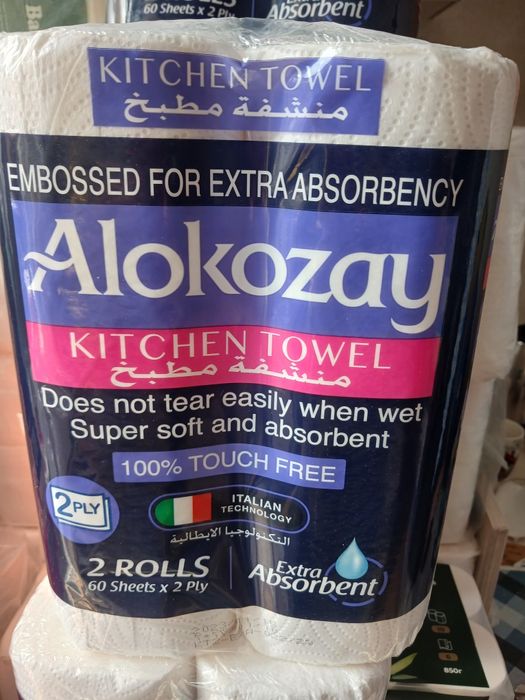 60 Sheets x 2 Ply
Extra
Absorbent
KITCHEN TOWEL
منشفة مطبخ
EMBOSSED FOR EXTRA ABSORBENCY
Alokozay
KITCHEN TOWEL
منشفة مطبخ
Does not tear easily when wet
Super soft and absorbent
100% TOUCH FREE
2 PLY
ITALIAN
TECHNOLOGY
التكنولوجيا الايطالية
2 ROLLS
60 Sheets x 2 Ply
Extra
Absorbent
850г